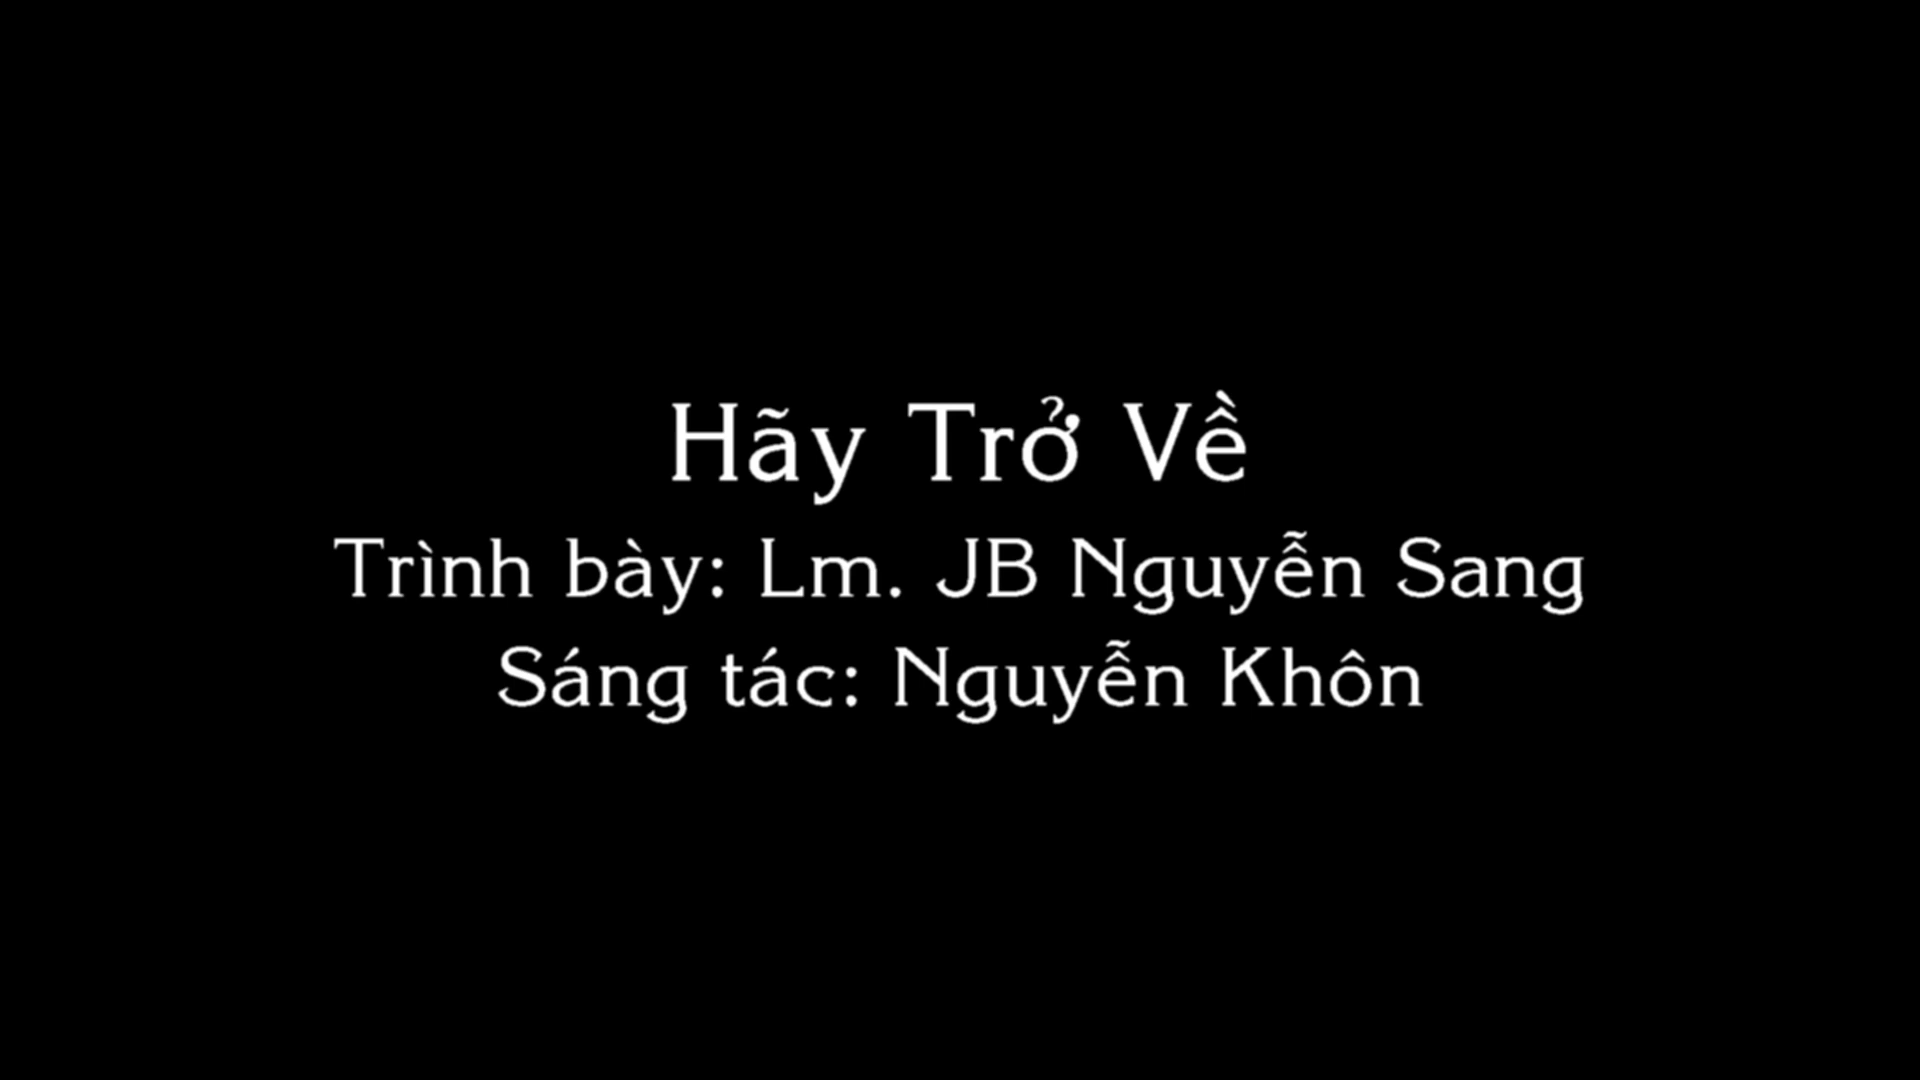 Hãy Trở Về
Trình bày: Lm. JB Nguyễn Sang
Sáng tác: Nguyễn Khôn